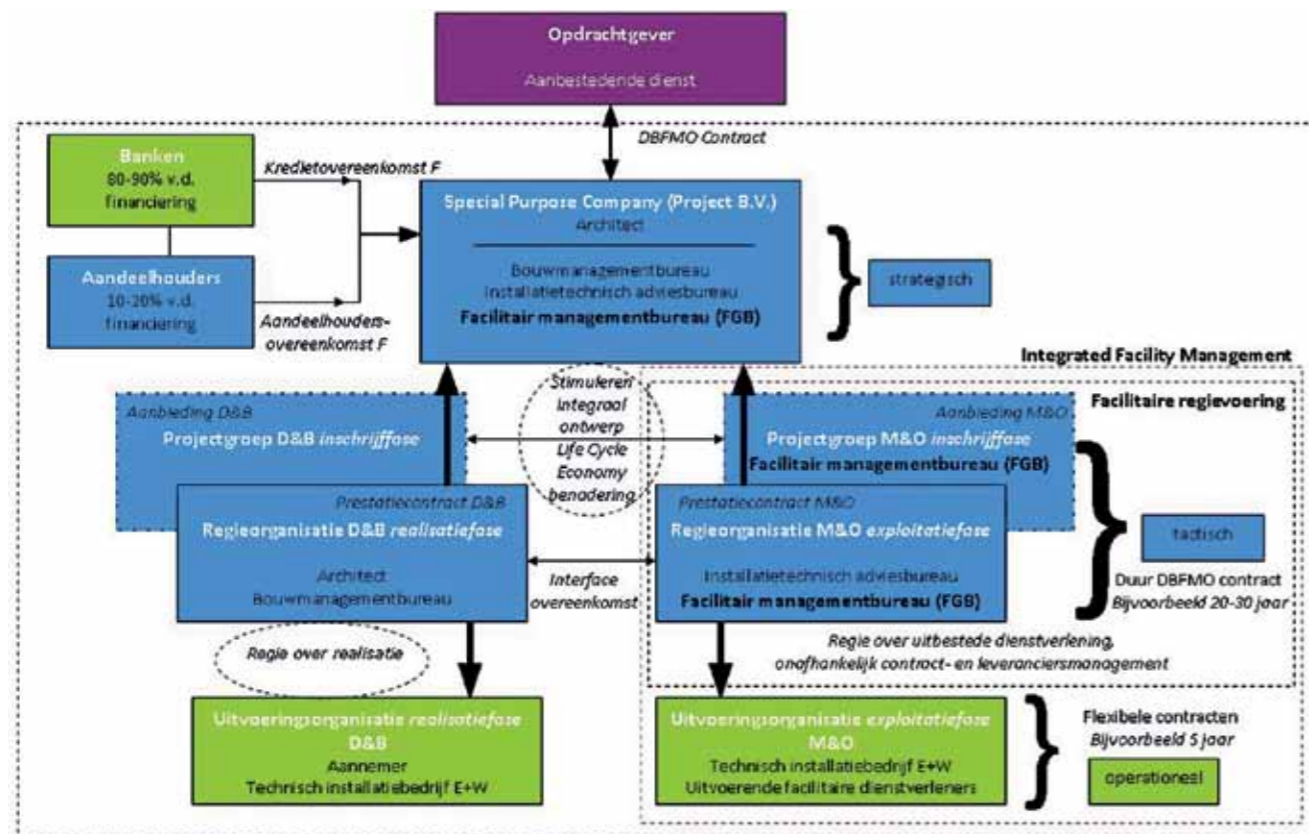 Opdrachtgever
Aanbestedende dienst
DBFMO Contract
Banken
80-90% v.d.
financiering
Kredietovereenkomst F
Aandeelhouders
10-20% v.d.
financiering
Aandeelhouders-
overeenkomst F
Special Purpose Company (Project B.V.)
Architect
Bouwmanagementbureau
Installatietechnisch adviesbureau
Facilitair managementbureau (FGB)
strategisch
Integrated Facility Management
Facilitaire regievoering
Stimuleren
Integraal
ontwerp
Life Cycle
Economy
benadering
Aanbieding D&B
Projectgroep D&B inschrijffase
Aanbieding M&O
Projectgroep M&O inschrijffase
Facilitair managementbureau (FGB)
Prestatiecontract D&B
Regieorganisatie D&B realisatiefase
Architect
Bouwmanagementbureau
Interface
overeenkomst
Prestatiecontract M&O
Regieorganisatie M&O exploitatiefase
Installatietechnisch adviesbureau
Facilitair managementbureau (FGB)
tactisch
Duur DBFMO contract
Bijvoorbeeld 20-30 jaar
Regie over realisatie
Regie over uitbestede dienstverlening,
onafhankelijk contract- en leveranciersmanagement
Uitvoeringsorganisatie realisatiefase
D&B
Aannemer
Technisch installatiebedrijf E+W
Uitvoeringsorganisatie exploitatiefase
M&O
Technisch installatiebedrijf E+W
Uitvoerende facilitaire dienstverleners
Flexibele contracten
Bijvoorbeeld 5 jaar
operationeel